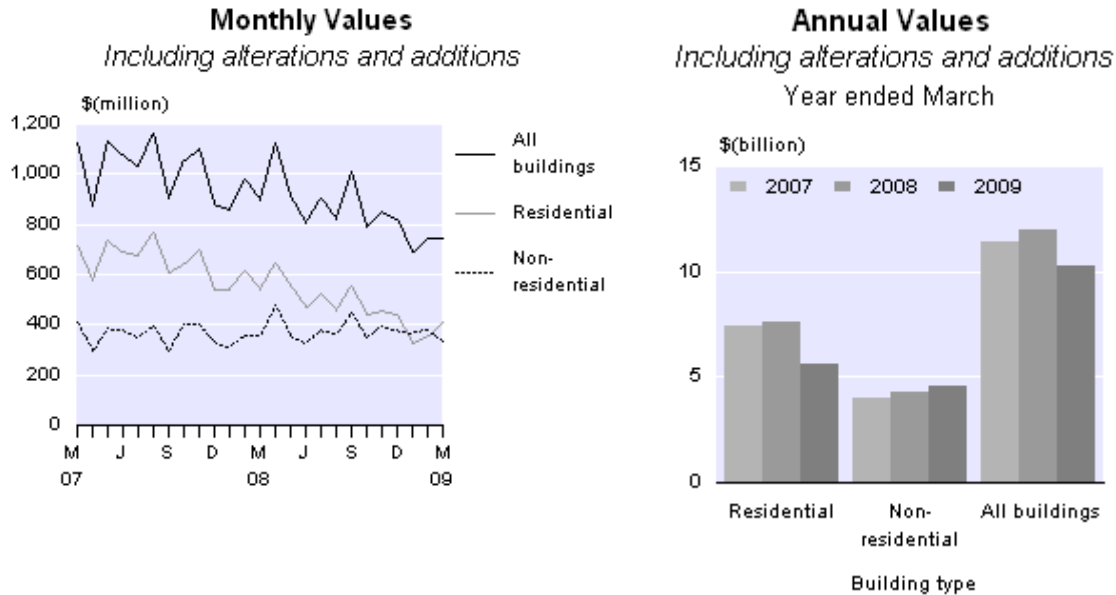 Monthly Values
Including alterations and additions
$(million)
1,200
1,000
800
600
400
200
0
M J S D M J S D M
07 08 09
All
buildings
Residential
Non-
residential
Annual Values
Including alterations and additions
Year ended March
$(billion)
15
10
5
0
2007 2008 2009
Residential Non- All buildings
residential
Building type